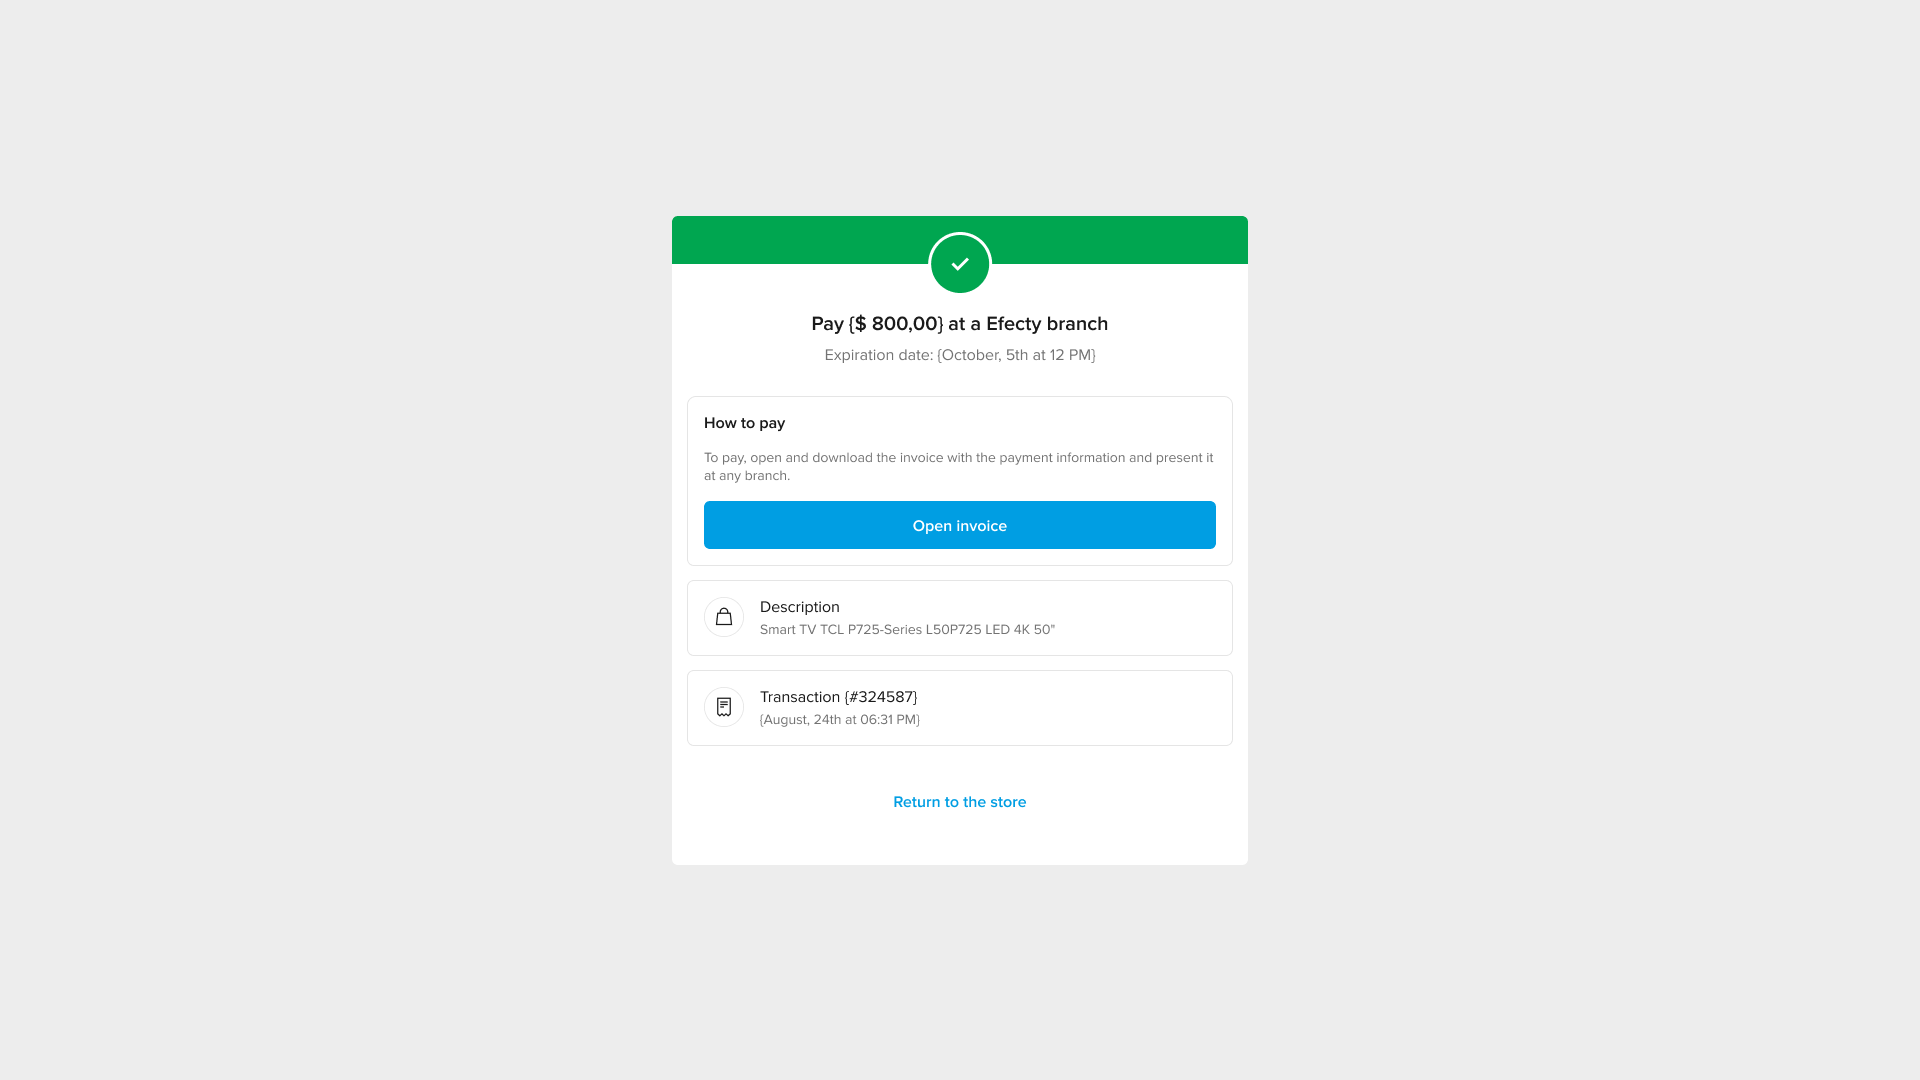 Pay {$ 800,00} at a Efecty branch
Expiration date: {October, 5th at 12 PM}
How to pay
To pay, open and download the invoice with the payment information and present it
at any branch.
Open invoice
Description
Smart TV TCL P725-Series L50P725 LED 4K 50"
Transaction {#324587}
{August, 24th at 06:31 PM}
Return to the store